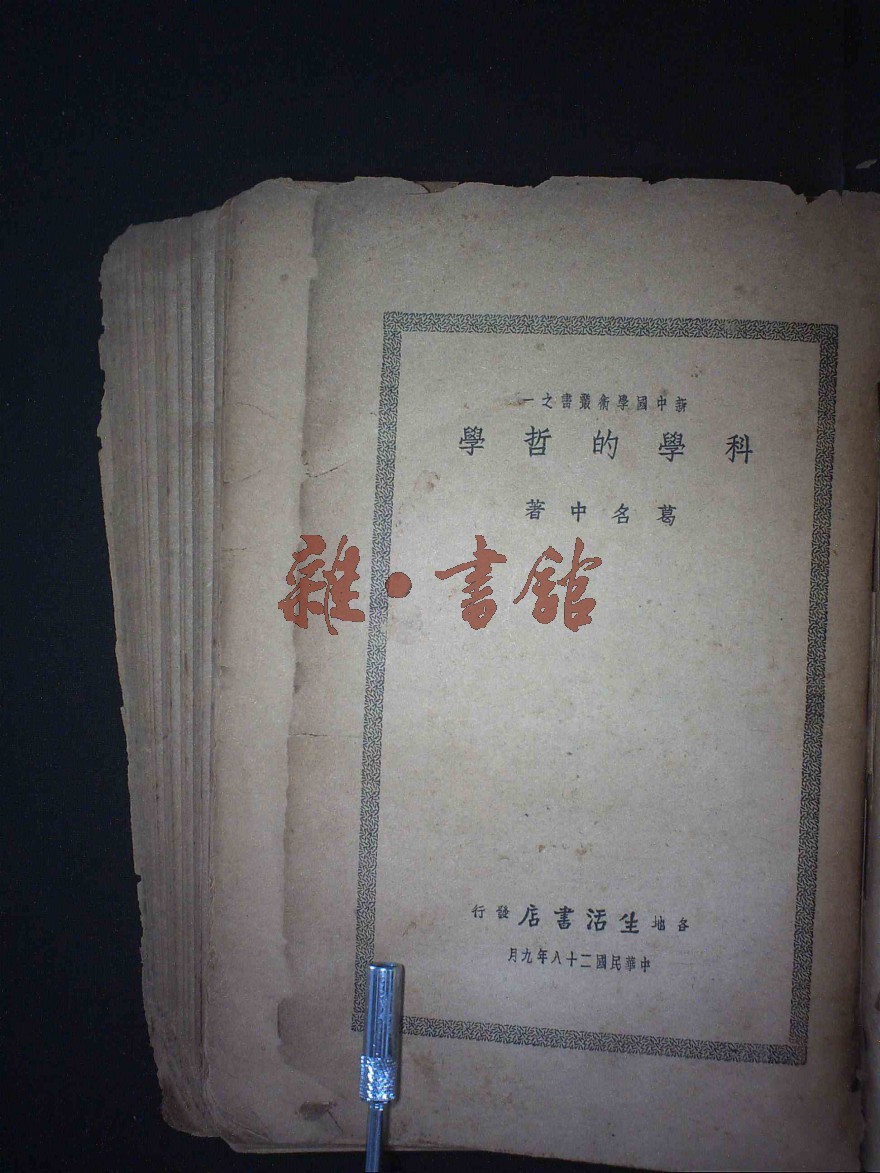 新中國學術叢書之一
科學的哲學
葛名中著
雜·書館
各地生活書店發行
中華民國二十八年九月